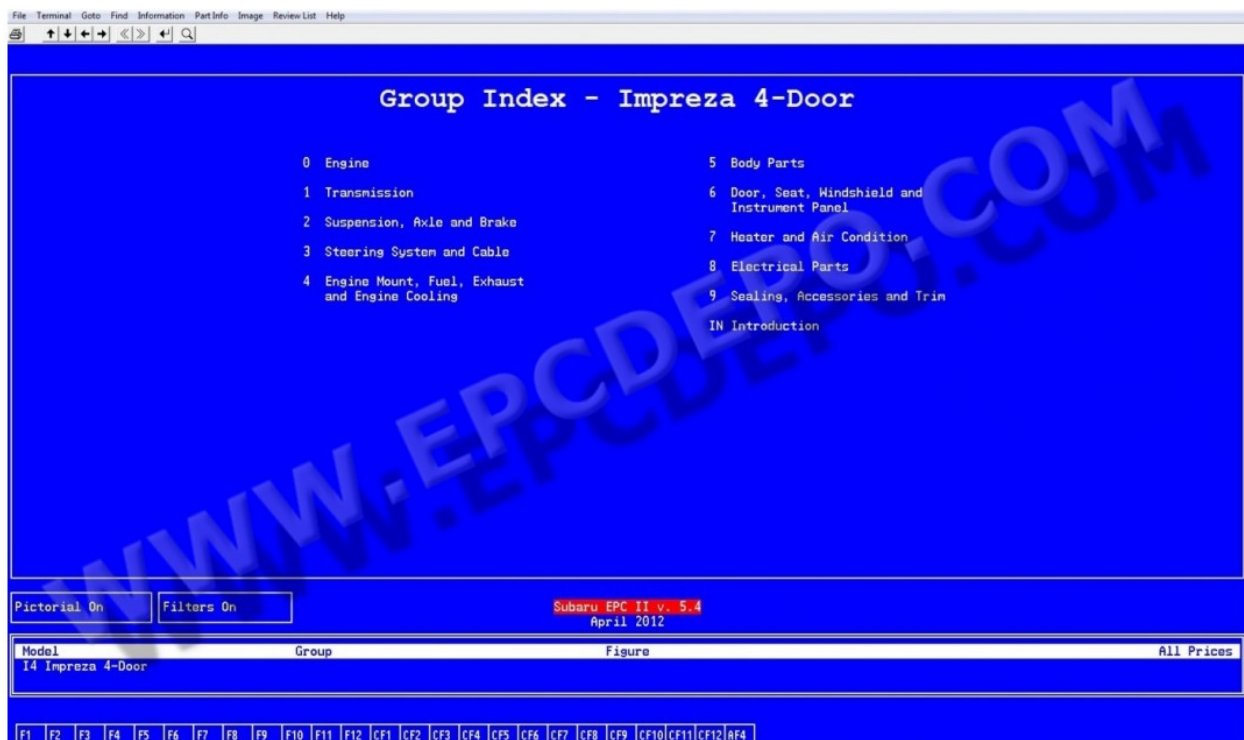 File Terminal Goto Find Information Part Info Image Review List Help
Group Index - Impreza 4-Door
0 Engine
1 Transmission
2 Suspension, Axle and Brake
3 Steering System and Cable
4 Engine Mount, Fuel, Exhaust
and Engine Cooling
5 Body Parts
6 Door, Seat, Windshield and
Instrument Panel
7 Heater and Air Condition
8 Electrical Parts
9 Sealing, Accessories and Trim
IN Introduction
WWW.EPCDEPO.COM
Pictorial On Filters On
Subaru EPC II v. 5.4
April 2012
Model Group Figure All Prices
I4 Impreza 4-Door
F1 F2 F3 F4 F5 F6 F7 F8 F9 F10 F11 F12 CF1 CF2 CF3 CF4 CF5 CF6 CF7 CF8 CF9 CF10 CF11 CF12 AF4